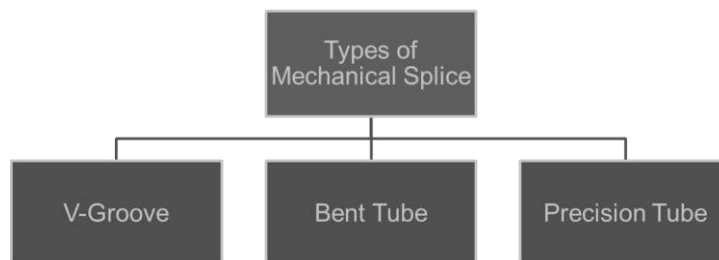 Types of
Mechanical Splice
V-Groove
Bent Tube
Precision Tube